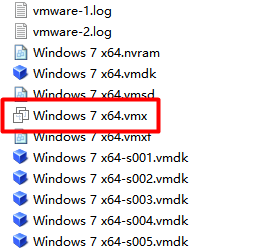 vmware-1.log
vmware-2.log
Windows 7 x64.nvram
Windows 7 x64.vmdk
Windows 7 x64.vmsd
Windows 7 x64.vmx
Windows 7 x64.vmxf
Windows 7 x64-s001.vmdk
Windows 7 x64-s002.vmdk
Windows 7 x64-s003.vmdk
Windows 7 x64-s004.vmdk
Windows 7 x64-s005.vmdk